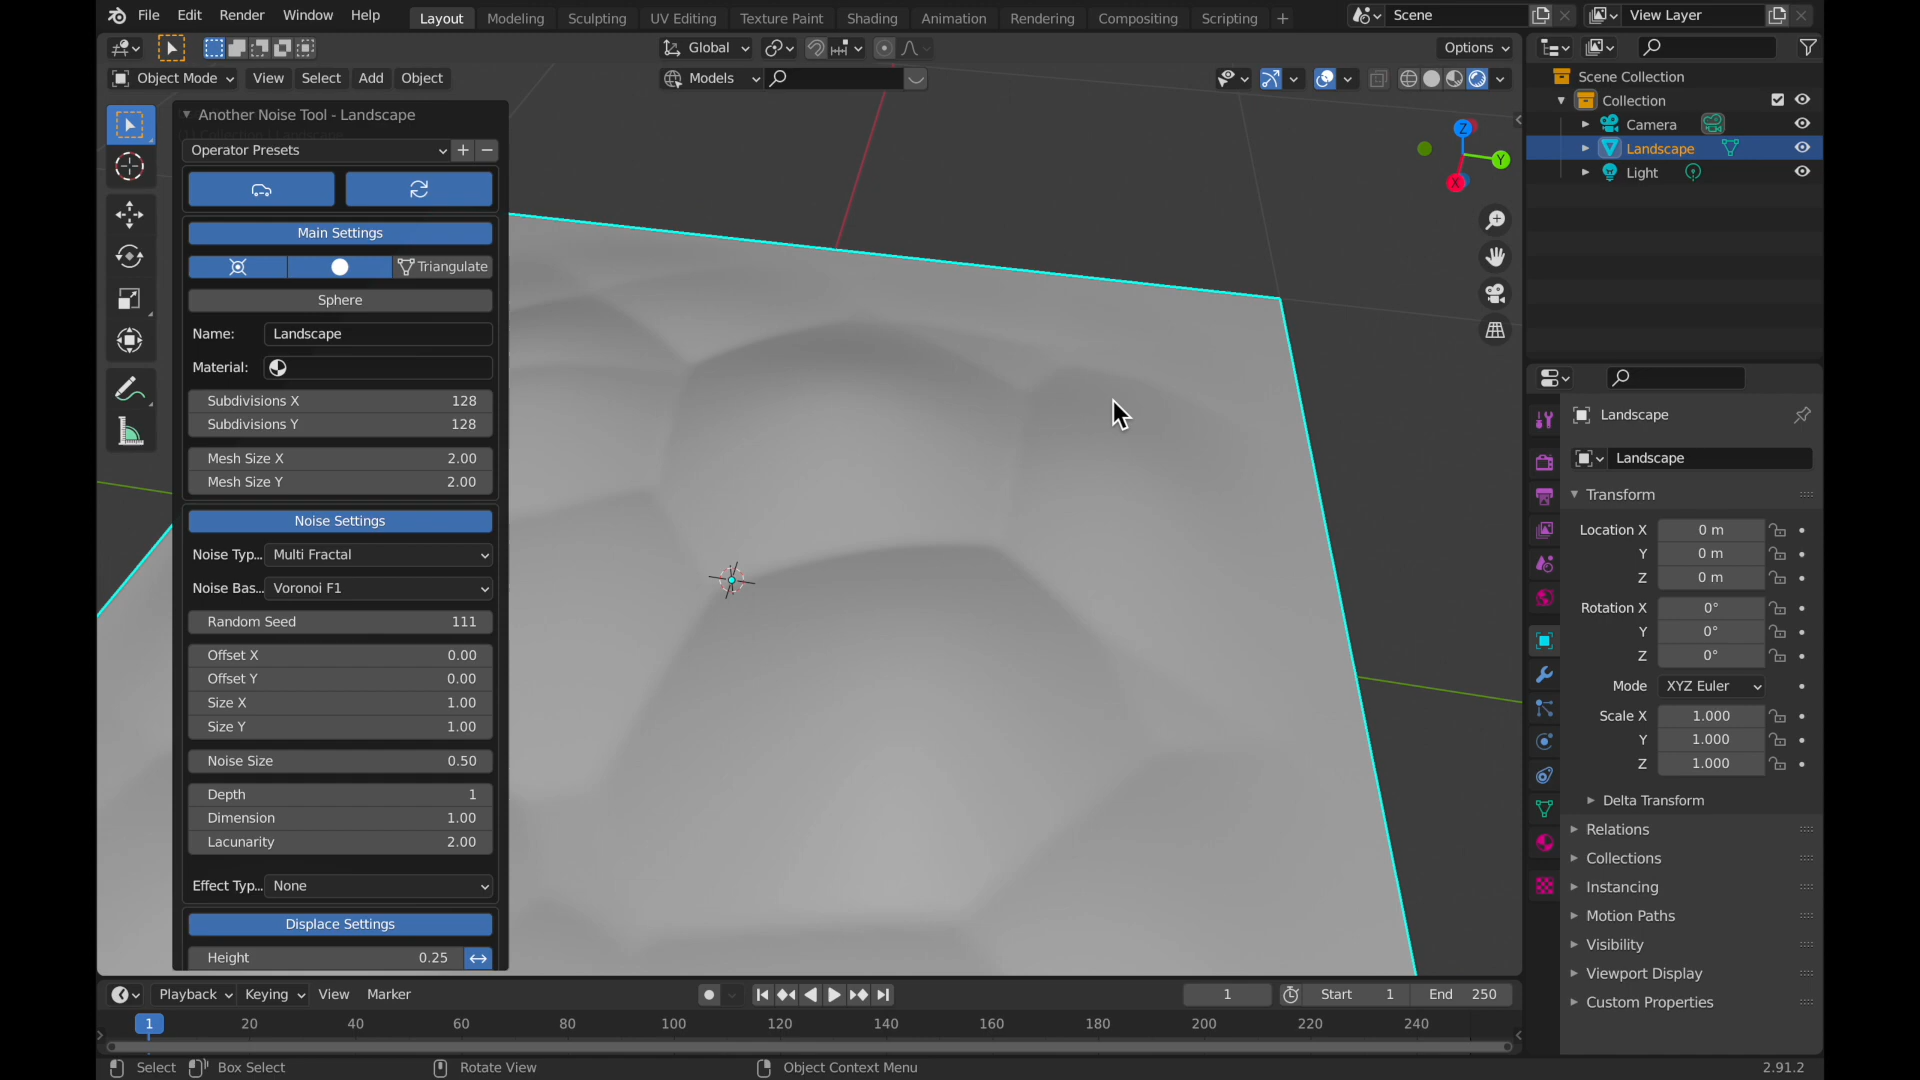 File Edit Render Window Help Layout Modeling Sculpting UV Editing Texture Paint Shading Animation Rendering Compositing Scripting + Scene View Layer
Global Options
Object Mode View Select Add Object Models
Another Noise Tool - Landscape
Operator Presets
Main Settings
Triangulate
Sphere
Name: Landscape
Material:
Subdivisions X 128
Subdivisions Y 128
Mesh Size X 2.00
Mesh Size Y 2.00
Noise Settings
Noise Typ... Multi Fractal
Noise Bas... Voronoi F1
Random Seed 111
Offset X 0.00
Offset Y 0.00
Size X 1.00
Size Y 1.00
Noise Size 0.50
Depth 1
Dimension 1.00
Lacunarity 2.00
Effect Typ... None
Displace Settings
Height 0.25
Z
Y
X
Scene Collection
Collection
Camera
Landscape
Light
Landscape
Landscape
Transform
Location X 0 m
Y 0 m
Z 0 m
Rotation X 0°
Y 0°
Z 0°
Mode XYZ Euler
Scale X 1.000
Y 1.000
Z 1.000
Delta Transform
Relations
Collections
Instancing
Motion Paths
Visibility
Viewport Display
Custom Properties
Playback Keying View Marker 1 Start 1 End 250
1 20 40 60 80 100 120 140 160 180 200 220 240
Select Box Select Rotate View Object Context Menu 2.91.2